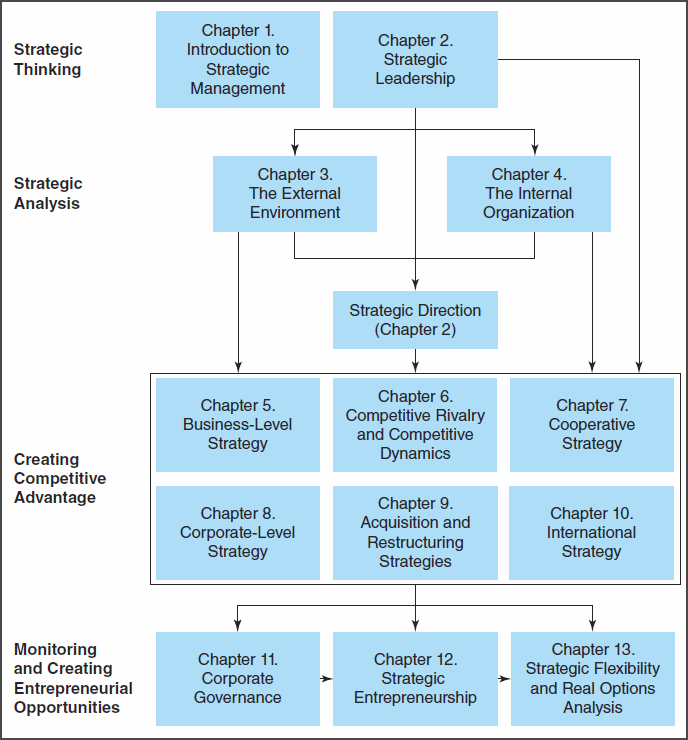 Strategic
Thinking
Chapter 1.
Introduction to
Strategic
Management
Chapter 2.
Strategic
Leadership
Strategic
Analysis
Chapter 3.
The External
Environment
Chapter 4.
The Internal
Organization
Strategic Direction
(Chapter 2)
Creating
Competitive
Advantage
Chapter 5.
Business-Level
Strategy
Chapter 6.
Competitive Rivalry
and Competitive
Dynamics
Chapter 7.
Cooperative
Strategy
Chapter 8.
Corporate-Level
Strategy
Chapter 9.
Acquisition and
Restructuring
Strategies
Chapter 10.
International
Strategy
Monitoring
and Creating
Entrepreneurial
Opportunities
Chapter 11.
Corporate
Governance
Chapter 12.
Strategic
Entrepreneurship
Chapter 13.
Strategic Flexibility
and Real Options
Analysis